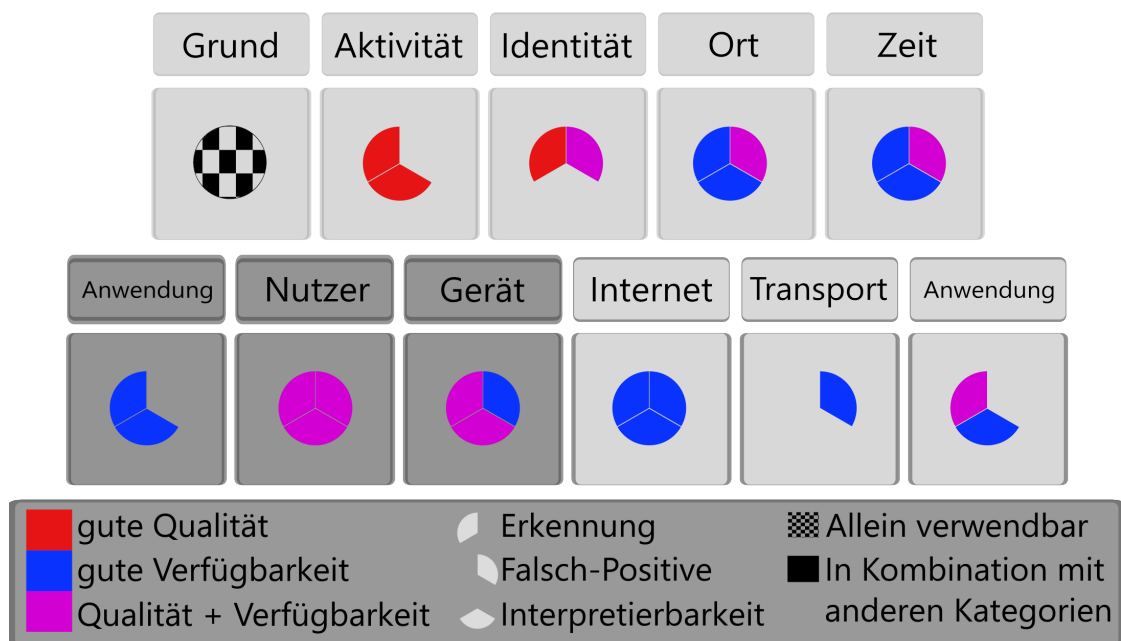 Grund Aktivität Identität Ort Zeit
Anwendung Nutzer Gerät Internet Transport Anwendung
gute Qualität Erkennung Allein verwendbar
gute Verfügbarkeit Falsch-Positive In Kombination mit
Qualität + Verfügbarkeit Interpretierbarkeit anderen Kategorien